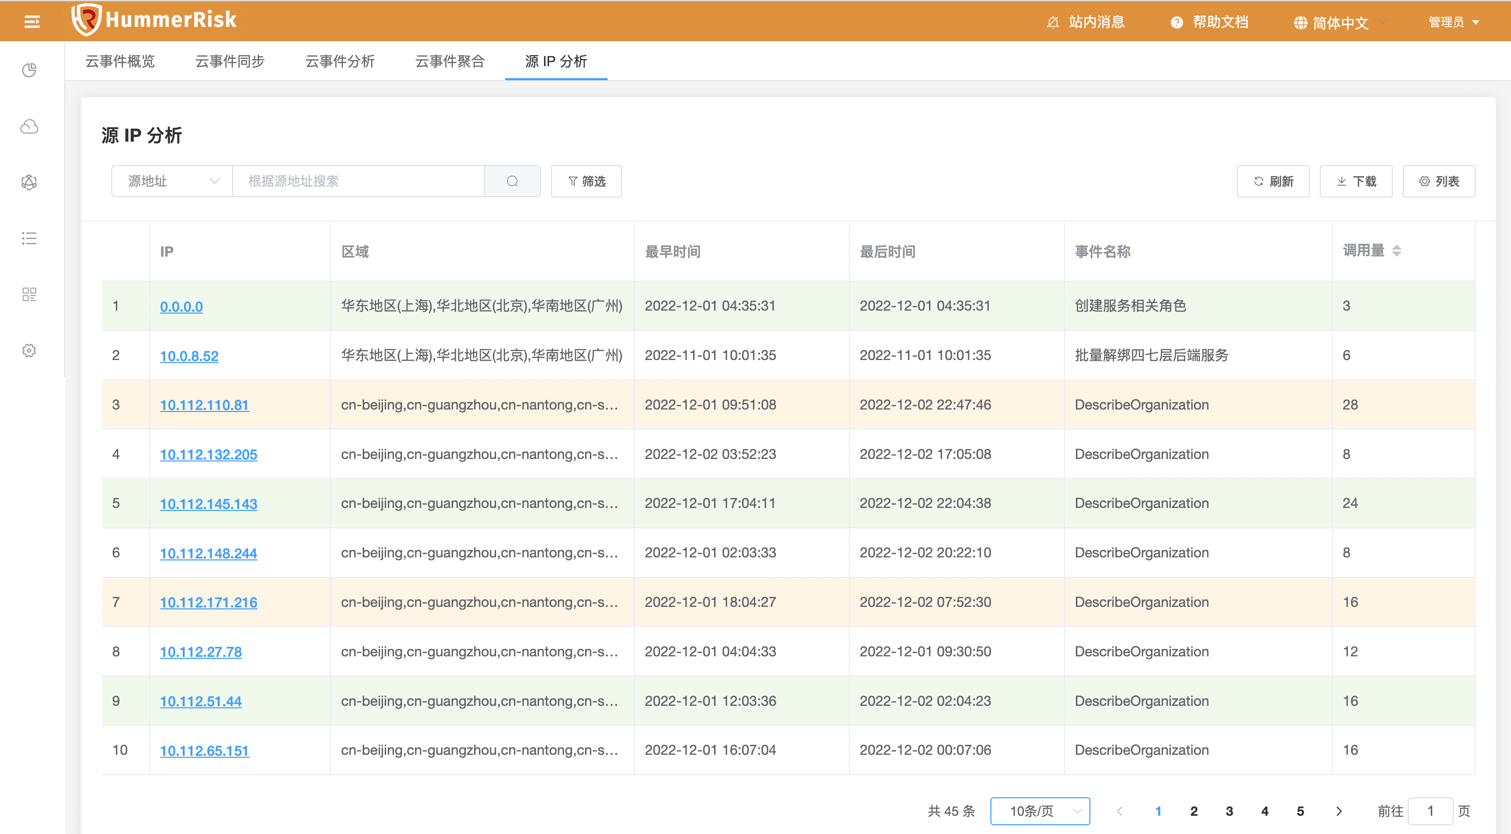 HummerRisk 站内消息 帮助文档 简体中文 管理员
云事件概览 云事件同步 云事件分析 云事件聚合 源 IP 分析
源 IP 分析
源地址 根据源地址搜索 筛选 刷新 下载 列表
IP 区域 最早时间 最后时间 事件名称 调用量
1 0.0.0.0 华东地区(上海),华北地区(北京),华南地区(广州) 2022-12-01 04:35:31 2022-12-01 04:35:31 创建服务相关角色 3
2 10.0.8.52 华东地区(上海),华北地区(北京),华南地区(广州) 2022-11-01 10:01:35 2022-11-01 10:01:35 批量解绑四七层后端服务 6
3 10.112.110.81 cn-beijing,cn-guangzhou,cn-nantong,cn-s... 2022-12-01 09:51:08 2022-12-02 22:47:46 DescribeOrganization 28
4 10.112.132.205 cn-beijing,cn-guangzhou,cn-nantong,cn-s... 2022-12-02 03:52:23 2022-12-02 17:05:08 DescribeOrganization 8
5 10.112.145.143 cn-beijing,cn-guangzhou,cn-nantong,cn-s... 2022-12-01 17:04:11 2022-12-02 22:04:38 DescribeOrganization 24
6 10.112.148.244 cn-beijing,cn-guangzhou,cn-nantong,cn-s... 2022-12-01 02:03:33 2022-12-02 20:22:10 DescribeOrganization 8
7 10.112.171.216 cn-beijing,cn-guangzhou,cn-nantong,cn-s... 2022-12-01 18:04:27 2022-12-02 07:52:30 DescribeOrganization 16
8 10.112.27.78 cn-beijing,cn-guangzhou,cn-nantong,cn-s... 2022-12-01 04:04:33 2022-12-01 09:30:50 DescribeOrganization 12
9 10.112.51.44 cn-beijing,cn-guangzhou,cn-nantong,cn-s... 2022-12-01 12:03:36 2022-12-02 02:04:23 DescribeOrganization 16
10 10.112.65.151 cn-beijing,cn-guangzhou,cn-nantong,cn-s... 2022-12-01 16:07:04 2022-12-02 00:07:06 DescribeOrganization 16
共 45 条 10条/页 1 2 3 4 5 前往 1 页